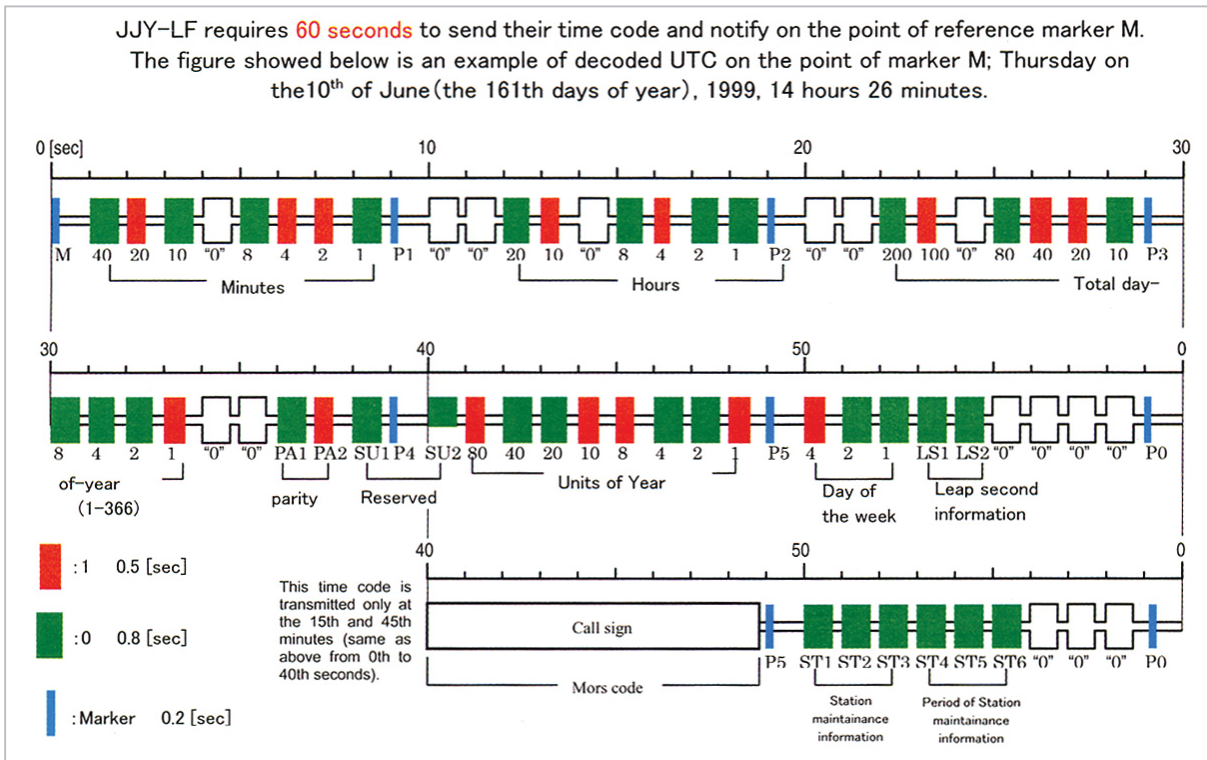 JJY-LF requires 60 seconds to send their time code and notify on the point of reference marker M.
The figure showed below is an example of decoded UTC on the point of marker M; Thursday on
the10th of June(the 161th days of year), 1999, 14 hours 26 minutes.
0 [sec] 10 20 30
M 40 20 10 "0" 8 4 2 1 P1 "0" "0" 20 10 "0" 8 4 2 1 P2 "0" "0" 200 100 "0" 80 40 20 10 P3
Minutes Hours Total day-
30 40 50 0
8 4 2 1 "0" "0" PA1 PA2 SU1 P4 SU2 80 40 20 10 8 4 2 1 P5 4 2 1 LS1 LS2 "0" "0" "0" "0" P0
of-year
(1-366)
parity Reserved Units of Year
Day of
the week
Leap second
information
40 50 0
:1 0.5 [sec]
:0 0.8 [sec]
:Marker 0.2 [sec]
This time code is
transmitted only at
the 15th and 45th
minutes (same as
above from 0th to
40th seconds).
Call sign
P5 ST1 ST2 ST3 ST4 ST5 ST6 "0" "0" "0" P0
Mors code
Station
maintainance
information
Period of Station
maintainance
information